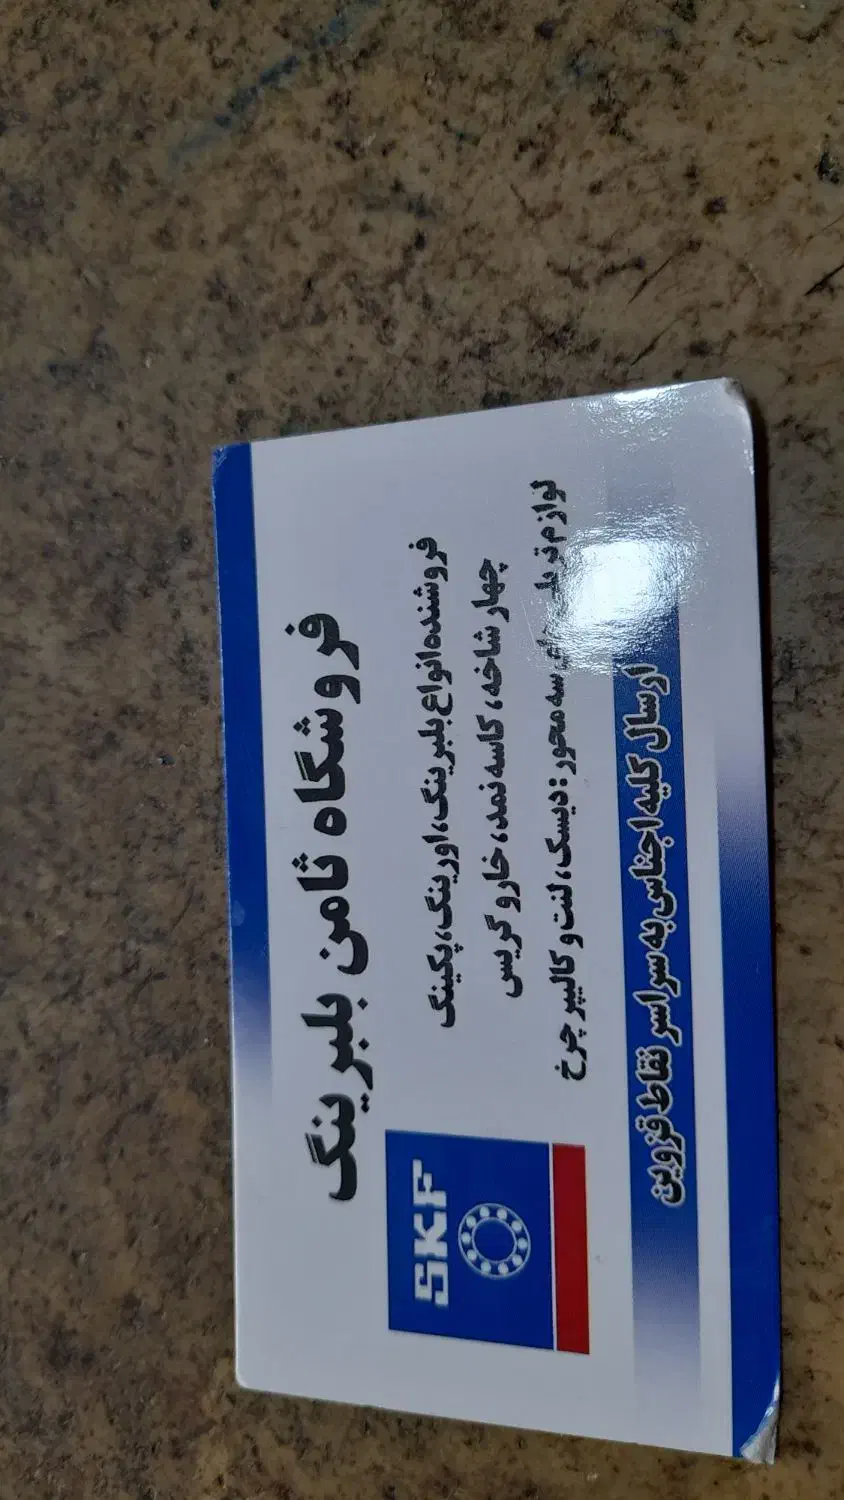 فروشگاه ثامن بلبرینگ
فروشنده انواع بلبرینگ، اورینگ، پکینگ
چهار شاخه، کاسه نمد، خار و گریس
لوازم سه محور: دیسک، لنت و کالیپر چرخ
ارسال کلیه اجناس به سراسر نقاط قزوین
SKF